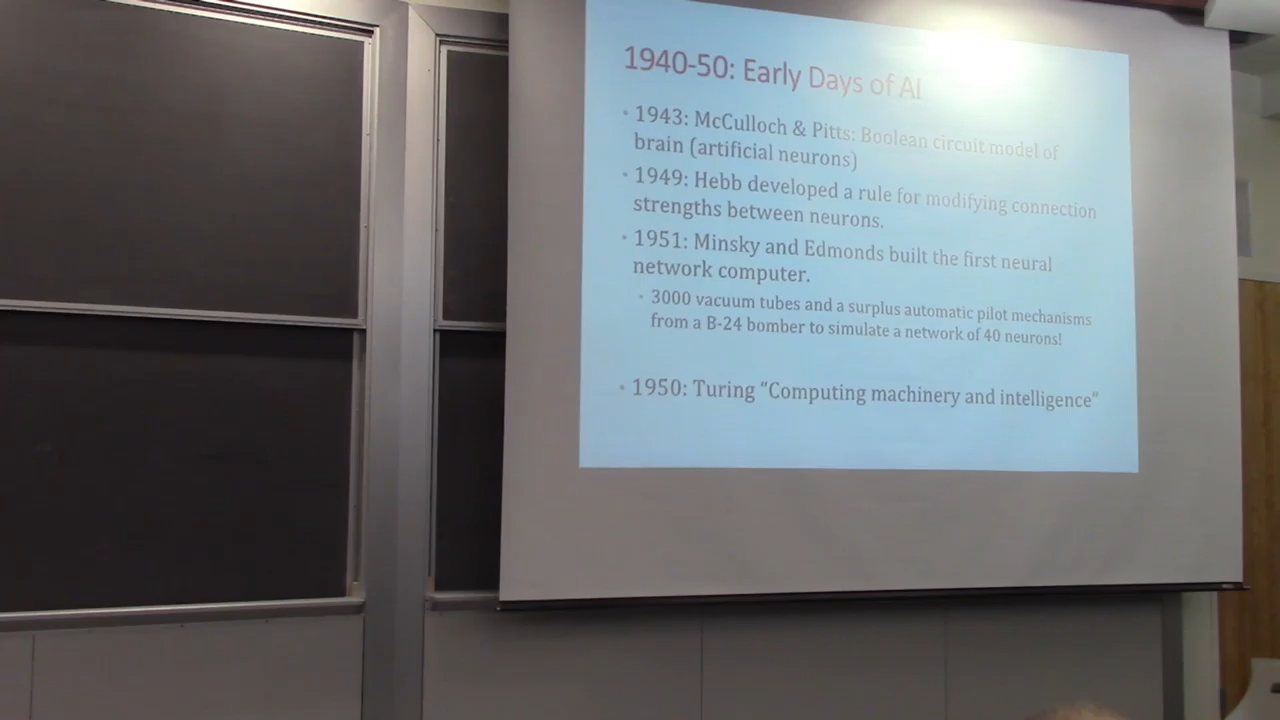 1940-50: Early Days of AI
• 1943: McCulloch & Pitts: Boolean circuit model of
brain (artificial neurons)
• 1949: Hebb developed a rule for modifying connection
strengths between neurons.
• 1951: Minsky and Edmonds built the first neural
network computer.
• 3000 vacuum tubes and a surplus automatic pilot mechanisms
from a B-24 bomber to simulate a network of 40 neurons!
• 1950: Turing "Computing machinery and intelligence"